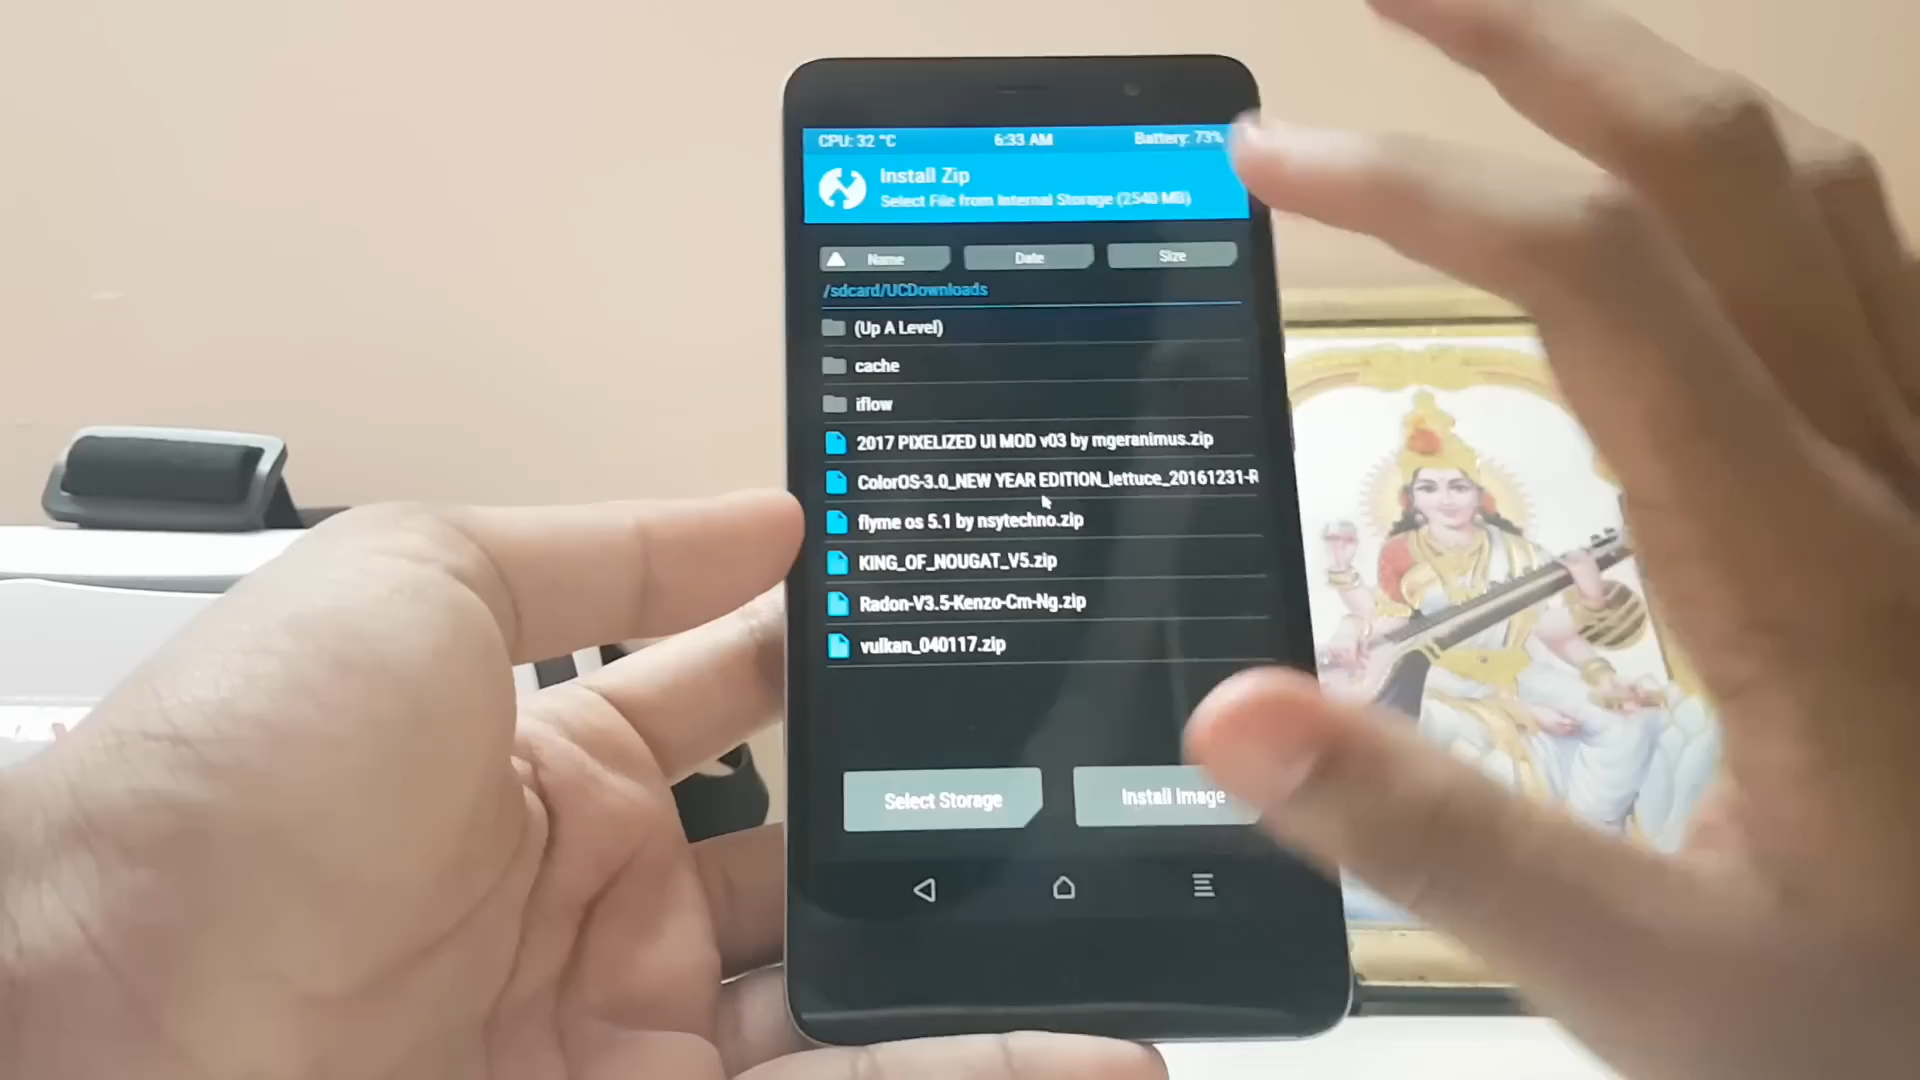 CPU: 32 °C 6:33 AM Battery: 73%
Install Zip
Select File from Internal Storage (2540 MB)
Name Date Size
/sdcard/UCDownloads
(Up A Level)
cache
iflow
2017 PIXELIZED UI MOD v03 by mgeranimus.zip
ColorOS-3.0_NEW YEAR EDITION_lettuce_20161231-R
flyme os 5.1 by nsytechno.zip
KING_OF_NOUGAT_V5.zip
Radon-V3.5-Kenzo-Cm-Ng.zip
vulkan_040117.zip
Select Storage Install Image